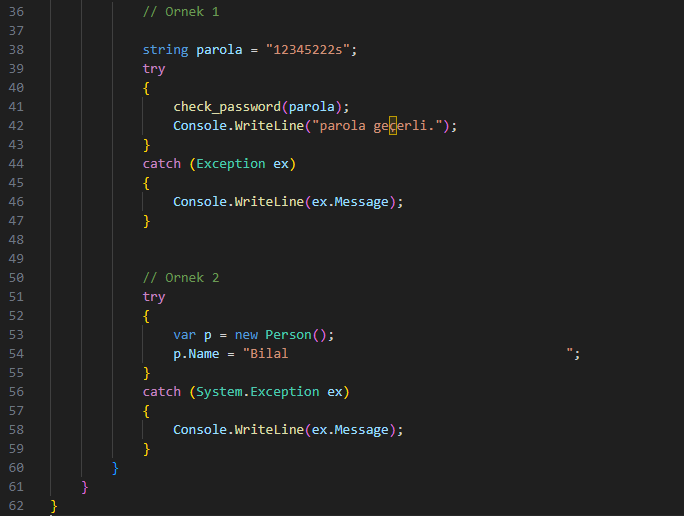 36 // Ornek 1
37
38 string parola = "12345222s";
39 try
40 {
41 check_password(parola);
42 Console.WriteLine("parola geçerli.");
43 }
44 catch (Exception ex)
45 {
46 Console.WriteLine(ex.Message);
47 }
48
49
50 // Ornek 2
51 try
52 {
53 var p = new Person();
54 p.Name = "Bilal                                    ";
55 }
56 catch (System.Exception ex)
57 {
58 Console.WriteLine(ex.Message);
59 }
60 }
61 }
62 }